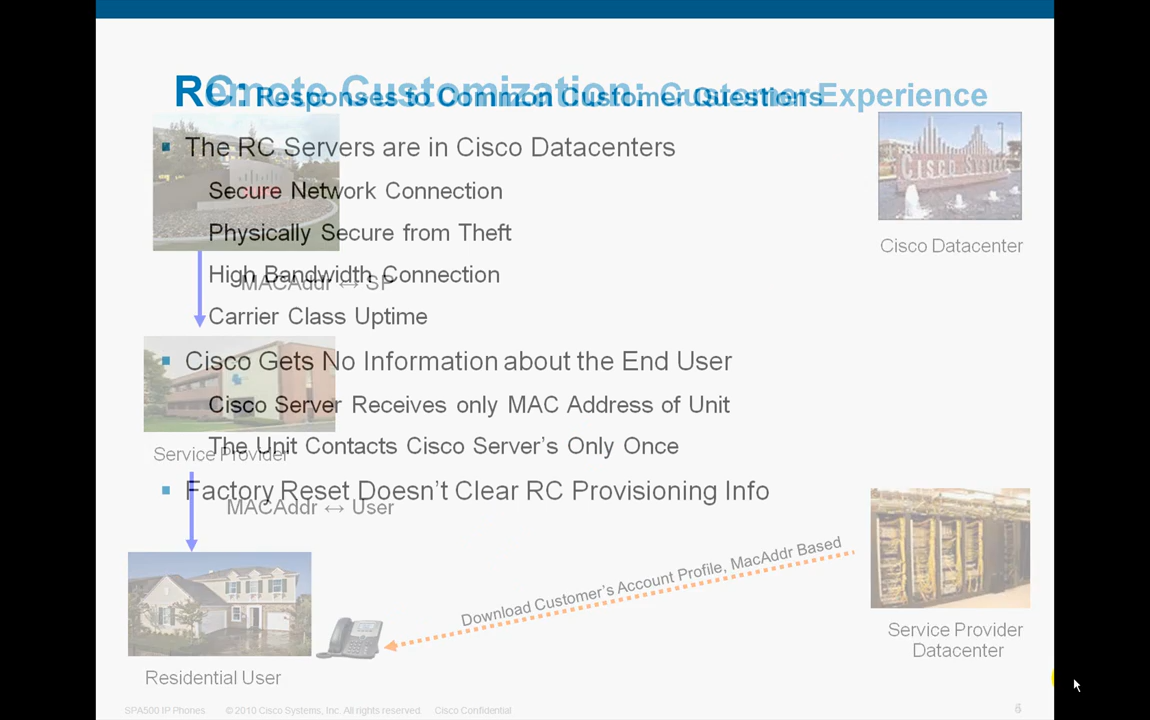 RC: Responses to Common Customer Questions
Remote Customization: Customer Experience
The RC Servers are in Cisco Datacenters
Secure Network Connection
Physically Secure from Theft
High Bandwidth Connection
MACAddr ↔ SP
Carrier Class Uptime
Cisco Gets No Information about the End User
Cisco Server Receives only MAC Address of Unit
The Unit Contacts Cisco Server's Only Once
Service Provider
Factory Reset Doesn't Clear RC Provisioning Info
MACAddr ↔ User
Cisco Systems
Cisco Datacenter
Download Customer's Account Profile, MacAddr Based
Service Provider
Datacenter
Residential User
SPA500 IP Phones © 2010 Cisco Systems, Inc. All rights reserved. Cisco Confidential